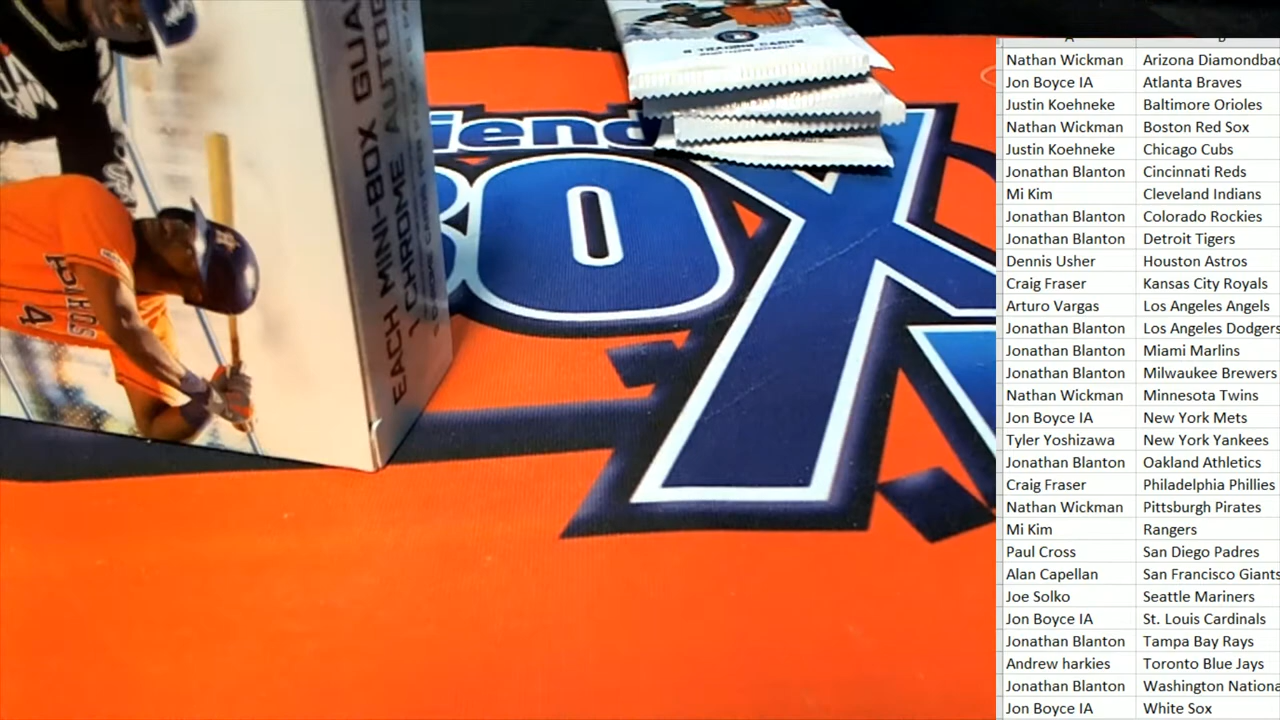 EACH MINI-BOX GUA
1 CHROME AUTO
TRADING CARDS
iend
BOX
4
Nathan Wickman Arizona Diamondbac
Jon Boyce IA Atlanta Braves
Justin Koehneke Baltimore Orioles
Nathan Wickman Boston Red Sox
Justin Koehneke Chicago Cubs
Jonathan Blanton Cincinnati Reds
Mi Kim Cleveland Indians
Jonathan Blanton Colorado Rockies
Jonathan Blanton Detroit Tigers
Dennis Usher Houston Astros
Craig Fraser Kansas City Royals
Arturo Vargas Los Angeles Angels
Jonathan Blanton Los Angeles Dodgers
Jonathan Blanton Miami Marlins
Jonathan Blanton Milwaukee Brewers
Nathan Wickman Minnesota Twins
Jon Boyce IA New York Mets
Tyler Yoshizawa New York Yankees
Jonathan Blanton Oakland Athletics
Craig Fraser Philadelphia Phillies
Nathan Wickman Pittsburgh Pirates
Mi Kim Rangers
Paul Cross San Diego Padres
Alan Capellan San Francisco Giants
Joe Solko Seattle Mariners
Jon Boyce IA St. Louis Cardinals
Jonathan Blanton Tampa Bay Rays
Andrew harkies Toronto Blue Jays
Jonathan Blanton Washington Nationa
Jon Boyce IA White Sox